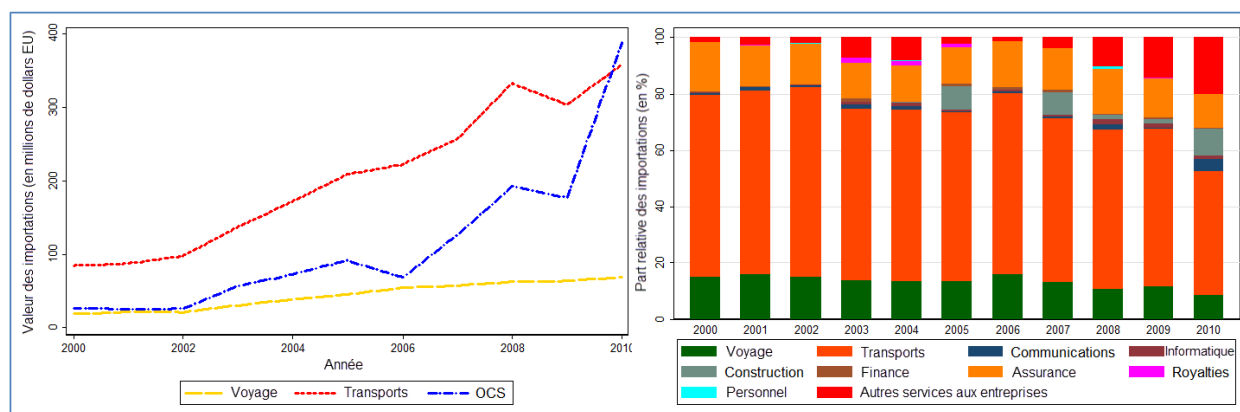 Valeur des importations (en millions de dollars EU)
400
300
200
100
0
2000 2002 2004 2006 2008 2010
Année
Voyage Transports OCS
Part relative des importations (en %)
100
80
60
40
20
0
2000 2001 2002 2003 2004 2005 2006 2007 2008 2009 2010
Voyage Transports Communications Informatique
Construction Finance Assurance Royalties
Personnel Autres services aux entreprises